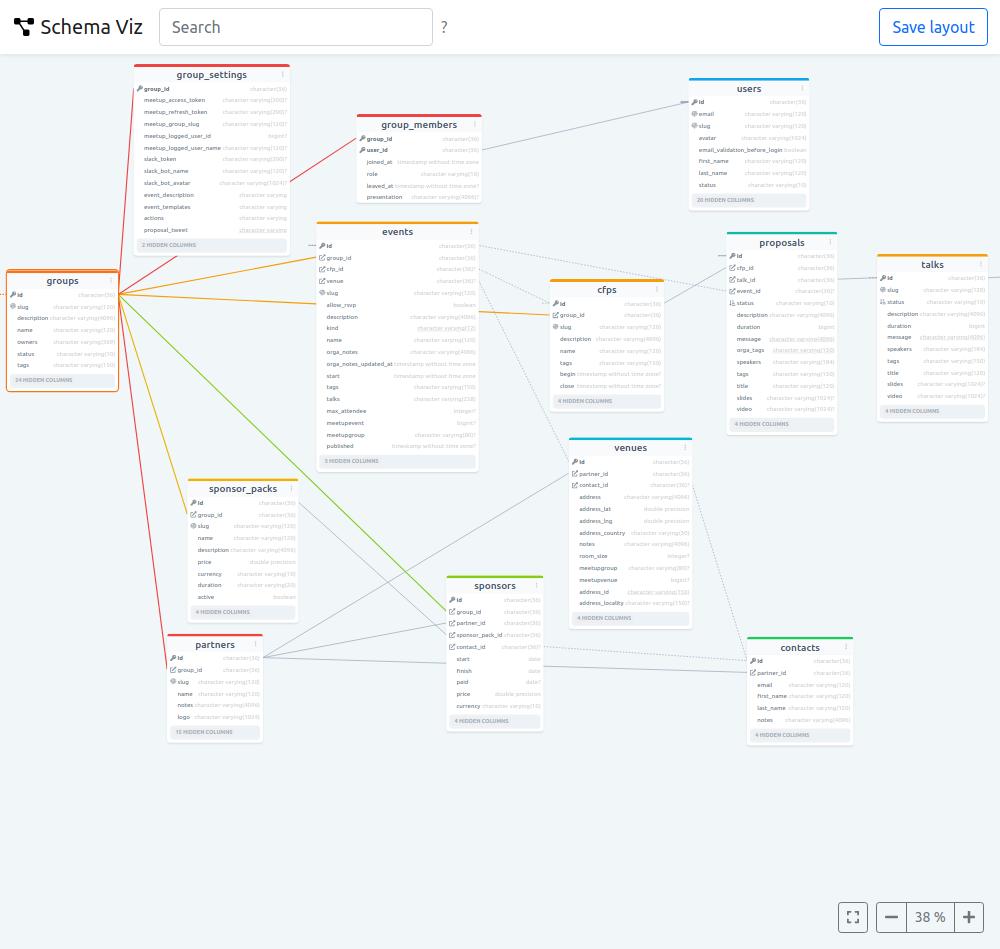 Schema Viz
Search
?
Save layout
group_settings
group_id character(36)
meetup_access_token character varying(200)?
meetup_refresh_token character varying(200)?
meetup_group_slug character varying(120)?
meetup_logged_user_id bigint?
meetup_logged_user_name character varying(120)?
slack_token character varying(200)?
slack_bot_name character varying(120)?
slack_bot_avatar character varying(1024)?
event_description character varying
event_templates character varying
actions character varying
proposal_tweet character varying
2 HIDDEN COLUMNS
group_members
group_id character(36)
user_id character(36)
joined_at timestamp without time zone
role character varying(10)
leaved_at timestamp without time zone?
presentation character varying(4096)?
users
id character(36)
email character varying(120)
slug character varying(120)
avatar character varying(1024)
email_validation_before_login boolean
first_name character varying(120)
last_name character varying(120)
status character varying(10)
20 HIDDEN COLUMNS
groups
id character(36)
slug character varying(120)
description character varying(4096)
name character varying(120)
owners character varying(369)
status character varying(10)
tags character varying(150)
24 HIDDEN COLUMNS
events
id character(36)
group_id character(36)
cfp_id character(36)?
venue character(36)?
slug character varying(120)
allow_rsvp boolean
description character varying(4096)
kind character varying(12)
name character varying(120)
orga_notes character varying(4096)
orga_notes_updated_at timestamp without time zone
start timestamp without time zone
tags character varying(150)
talks character varying(258)
max_attendee integer?
meetupevent bigint?
meetupgroup character varying(80)?
published timestamp without time zone?
5 HIDDEN COLUMNS
cfps
id character(36)
group_id character(36)
slug character varying(120)
description character varying(4096)
name character varying(120)
tags character varying(150)
begin timestamp without time zone?
close timestamp without time zone?
4 HIDDEN COLUMNS
proposals
id character(36)
cfp_id character(36)
talk_id character(36)
event_id character(36)?
status character varying(10)
description character varying(4096)
duration bigint
message character varying(4096)
orga_tags character varying(150)
speakers character varying(184)
tags character varying(150)
title character varying(120)
slides character varying(1024)?
video character varying(1024)?
4 HIDDEN COLUMNS
talks
id character(36)
slug character varying(120)
status character varying(10)
description character varying(4096)
duration bigint
message character varying(4096)
speakers character varying(184)
tags character varying(150)
title character varying(120)
slides character varying(1024)?
video character varying(1024)?
4 HIDDEN COLUMNS
venues
id character(36)
partner_id character(36)
contact_id character(36)?
address character varying(4096)
address_lat double precision
address_lng double precision
address_country character varying(30)
notes character varying(4096)
room_size integer?
meetupgroup character varying(80)?
meetupvenue bigint?
address_id character varying(150)
address_locality character varying(150)?
4 HIDDEN COLUMNS
sponsor_packs
id character(36)
group_id character(36)
slug character varying(120)
name character varying(120)
description character varying(4096)
price double precision
currency character varying(10)
duration character varying(20)
active boolean
4 HIDDEN COLUMNS
sponsors
id character(36)
group_id character(36)
partner_id character(36)
sponsor_pack_id character(36)
contact_id character(36)?
start date
finish date
paid date?
price double precision
currency character varying(10)
4 HIDDEN COLUMNS
partners
id character(36)
group_id character(36)
slug character varying(120)
name character varying(120)
notes character varying(4096)
logo character varying(1024)
15 HIDDEN COLUMNS
contacts
id character(36)
partner_id character(36)
email character varying(120)
first_name character varying(120)
last_name character varying(120)
notes character varying(4096)
4 HIDDEN COLUMNS
38 %